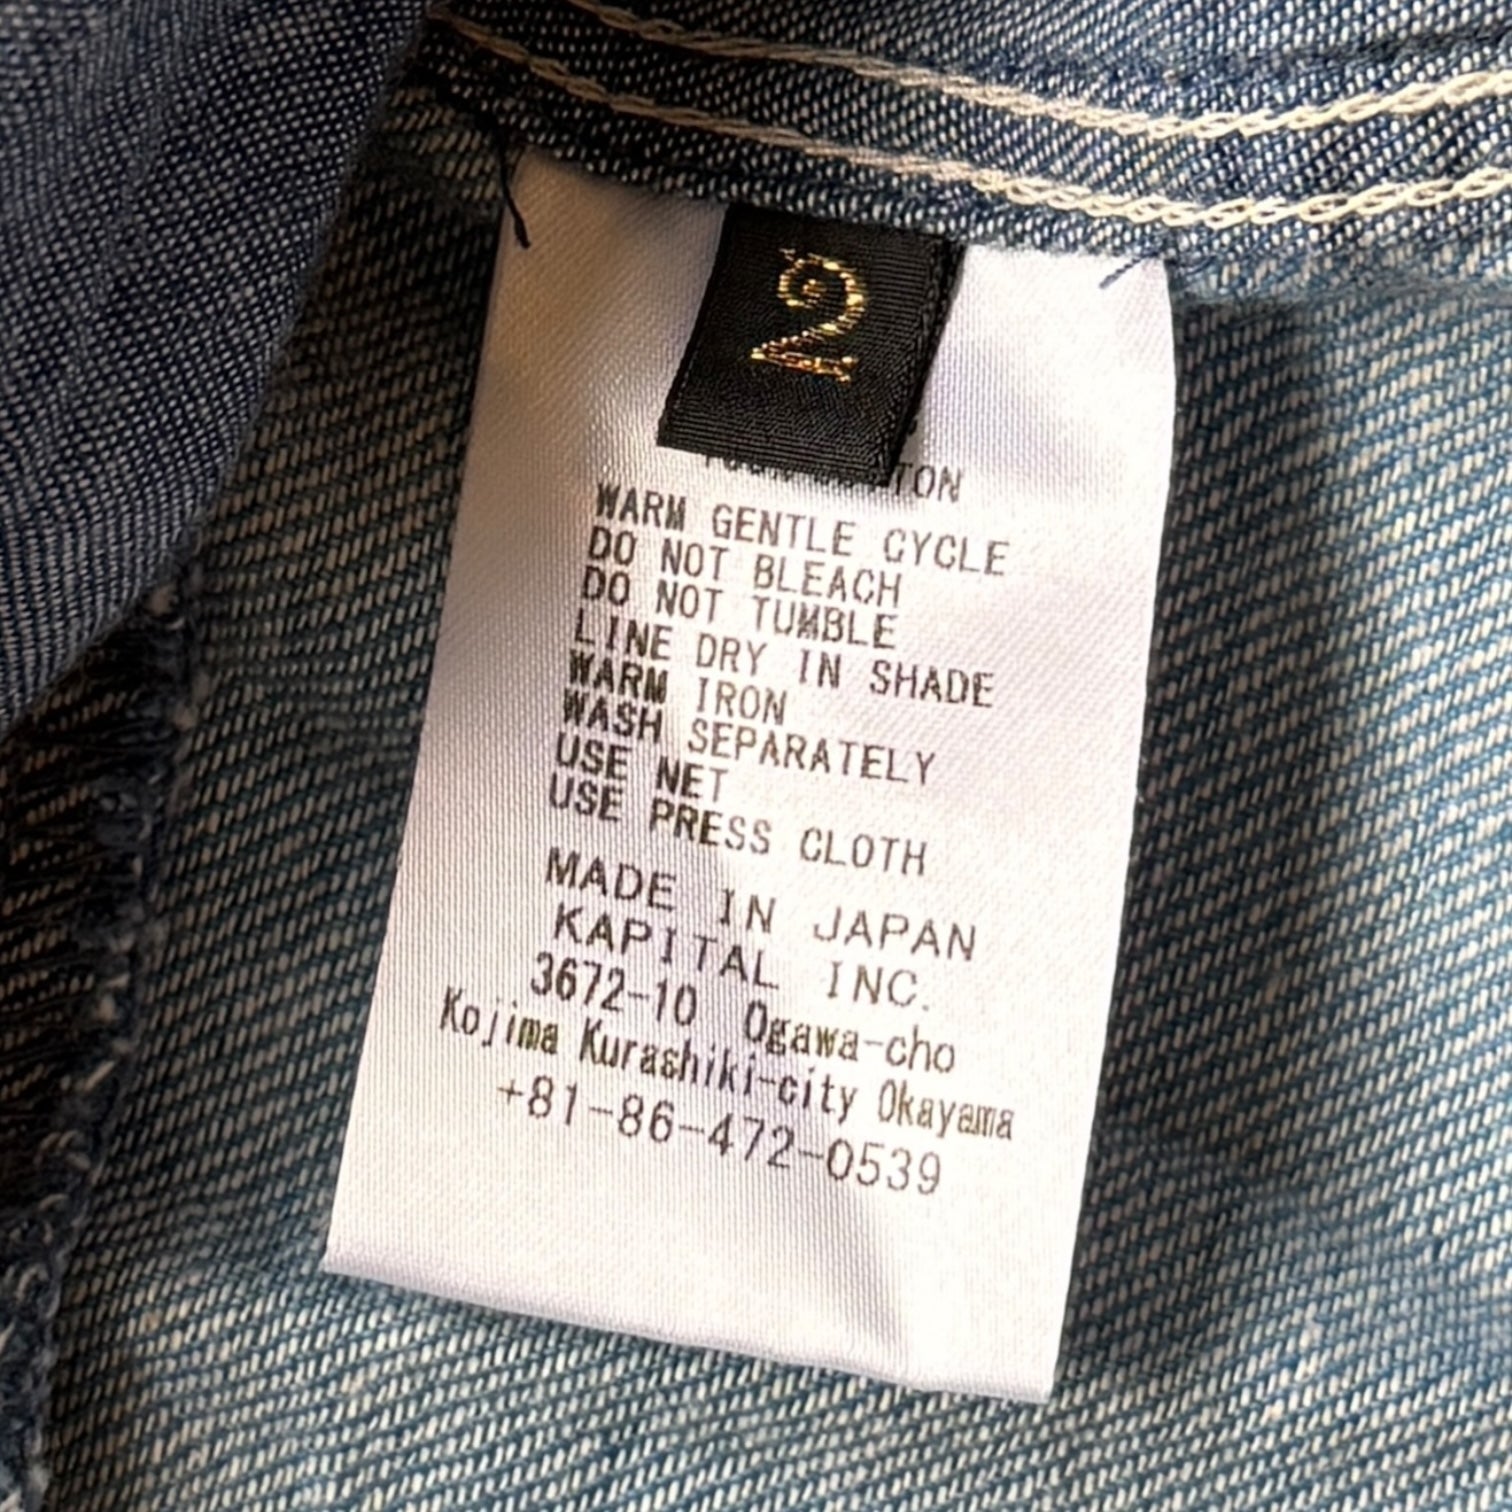 2
WARM GENTLE CYCLE
DO NOT BLEACH
DO NOT TUMBLE
LINE DRY IN SHADE
WARM IRON
WASH SEPARATELY
USE NET
USE PRESS CLOTH
MADE IN JAPAN
KAPITAL INC.
3672-10 Ogawa-cho
Kojima Kurashiki-city Okayama
+81-86-472-0539